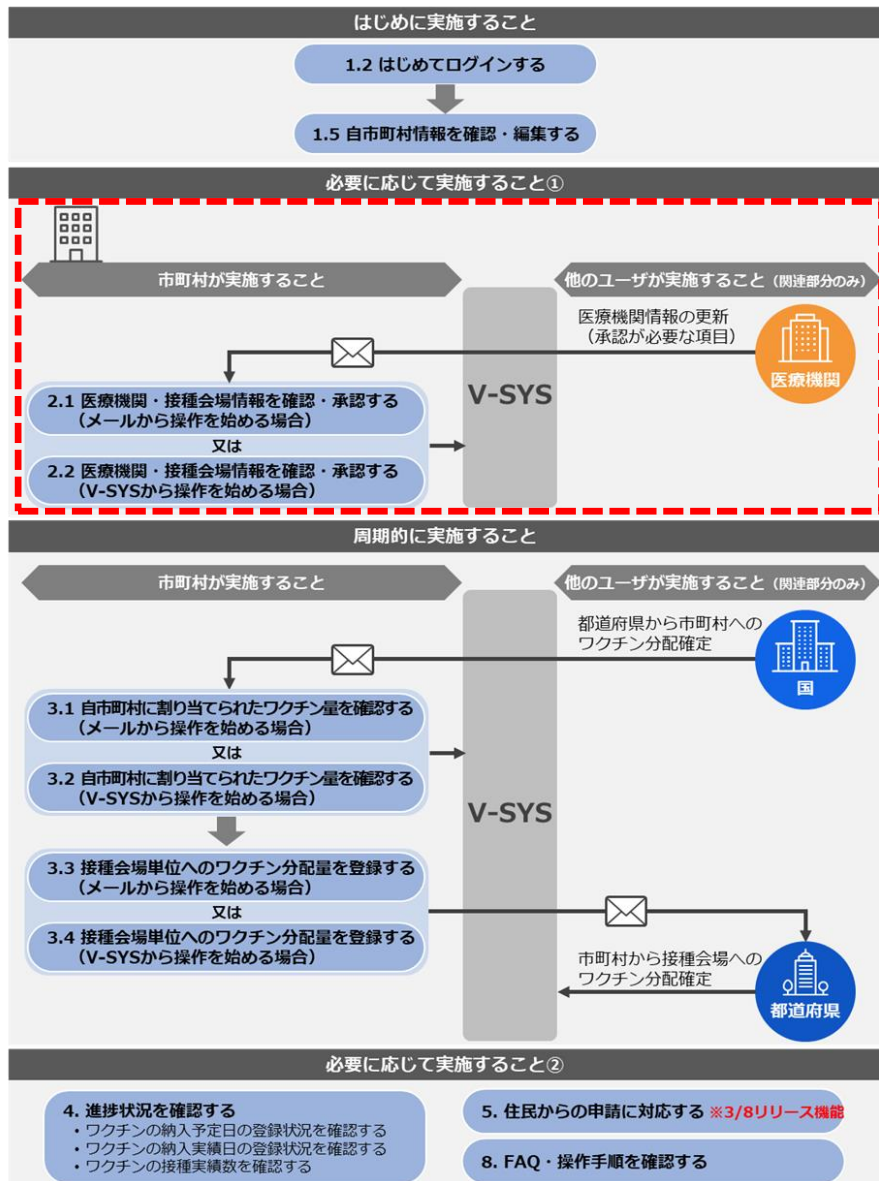 はじめに実施すること
1.2 はじめてログインする
1.5 自市町村情報を確認・編集する
必要に応じて実施すること①
市町村が実施すること
他のユーザが実施すること（関連部分のみ）
医療機関情報の更新
（承認が必要な項目）
医療機関
V-SYS
2.1 医療機関・接種会場情報を確認・承認する
（メールから操作を始める場合）
又は
2.2 医療機関・接種会場情報を確認・承認する
（V-SYSから操作を始める場合）
周期的に実施すること
市町村が実施すること
他のユーザが実施すること（関連部分のみ）
都道府県から市町村への
ワクチン分配確定
国
3.1 自市町村に割り当てられたワクチン量を確認する
（メールから操作を始める場合）
又は
3.2 自市町村に割り当てられたワクチン量を確認する
（V-SYSから操作を始める場合）
V-SYS
3.3 接種会場単位へのワクチン分配量を登録する
（メールから操作を始める場合）
又は
3.4 接種会場単位へのワクチン分配量を登録する
（V-SYSから操作を始める場合）
市町村から接種会場への
ワクチン分配確定
都道府県
必要に応じて実施すること②
4. 進捗状況を確認する
・ワクチンの納入予定日の登録状況を確認する
・ワクチンの納入実績日の登録状況を確認する
・ワクチンの接種実績数を確認する
5. 住民からの申請に対応する ※3/8リリース機能
8. FAQ・操作手順を確認する